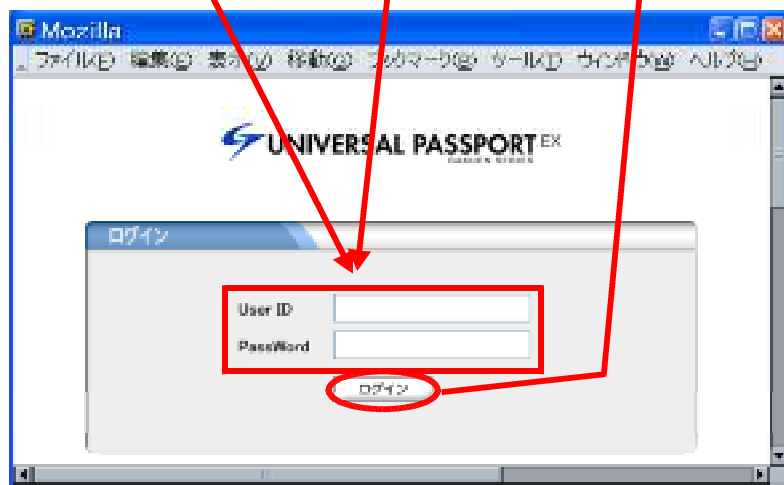 Mozilla
ファイル(F) 編集(E) 表示(V) 移動(G) ブックマーク(B) ツール(T) ウィンドウ(W) ヘルプ(H)
UNIVERSAL PASSPORT EX
ログイン
User ID
PassWord
ログイン